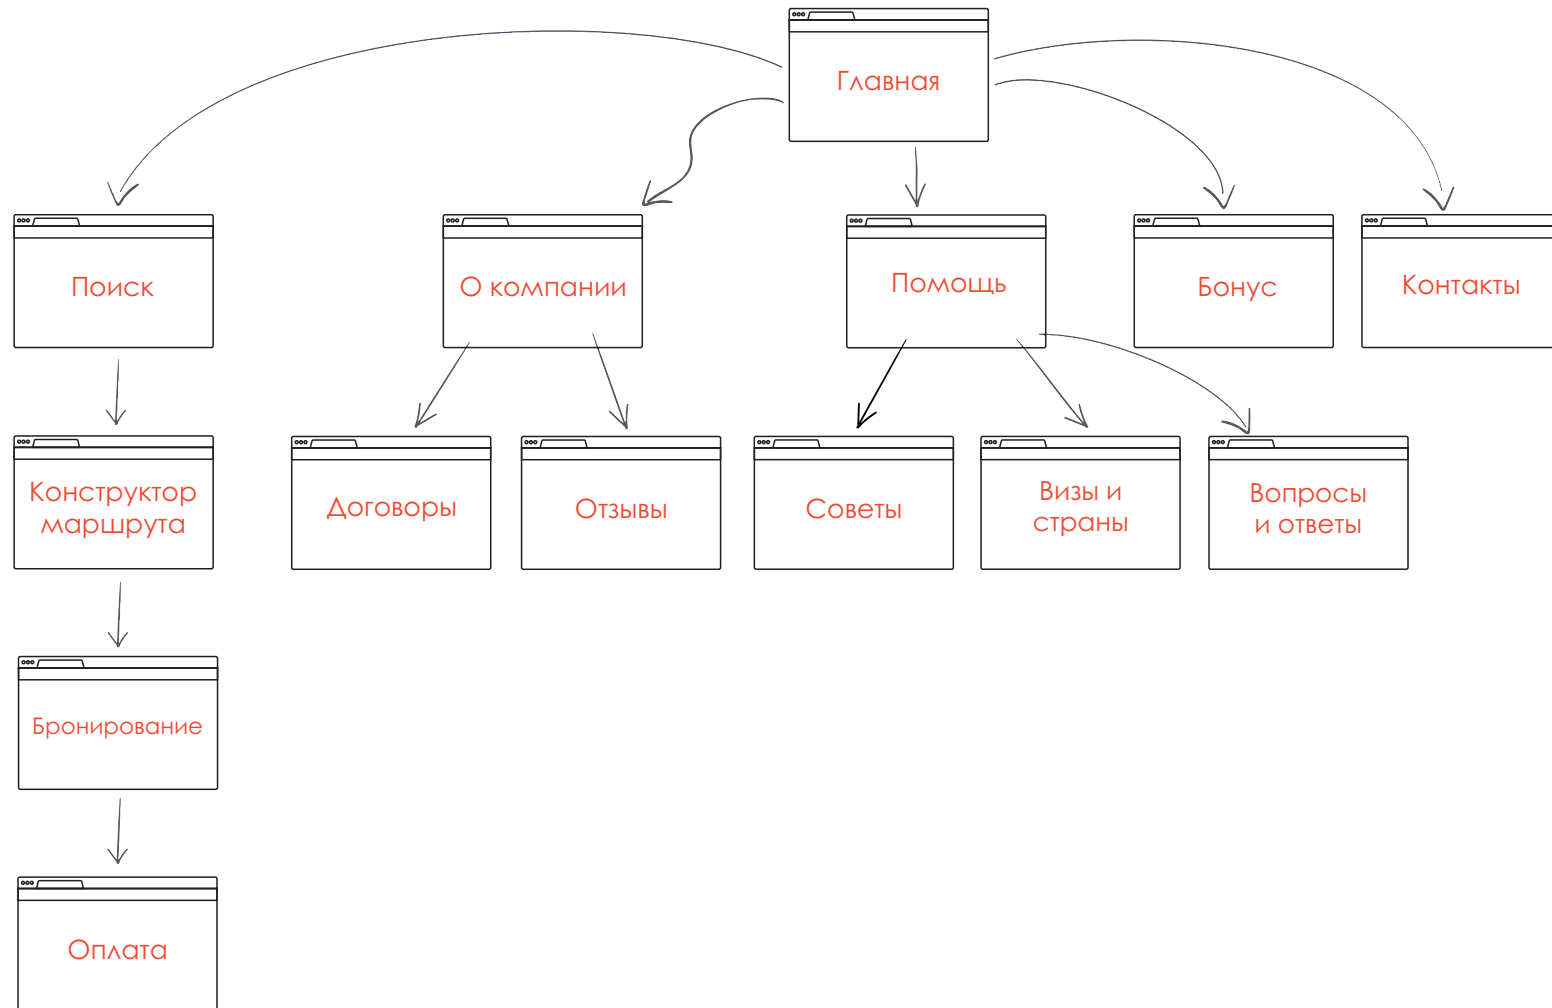 Главная
Поиск
О компании
Помощь
Бонус
Контакты
Конструктор
маршрута
Договоры
Отзывы
Советы
Визы и
страны
Вопросы
и ответы
Бронирование
Оплата